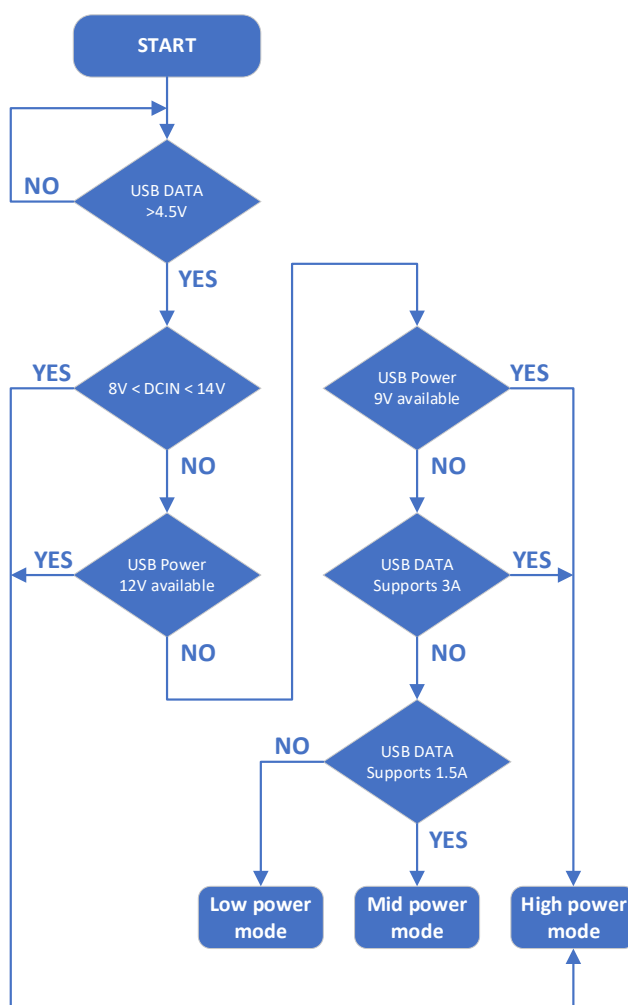 START
NO
USB DATA
>4.5V
YES
YES
8V < DCIN < 14V
NO
YES
USB Power
12V available
NO
USB Power
9V available
YES
NO
USB DATA
Supports 3A
YES
NO
NO
USB DATA
Supports 1.5A
YES
Low power
mode
Mid power
mode
High power
mode